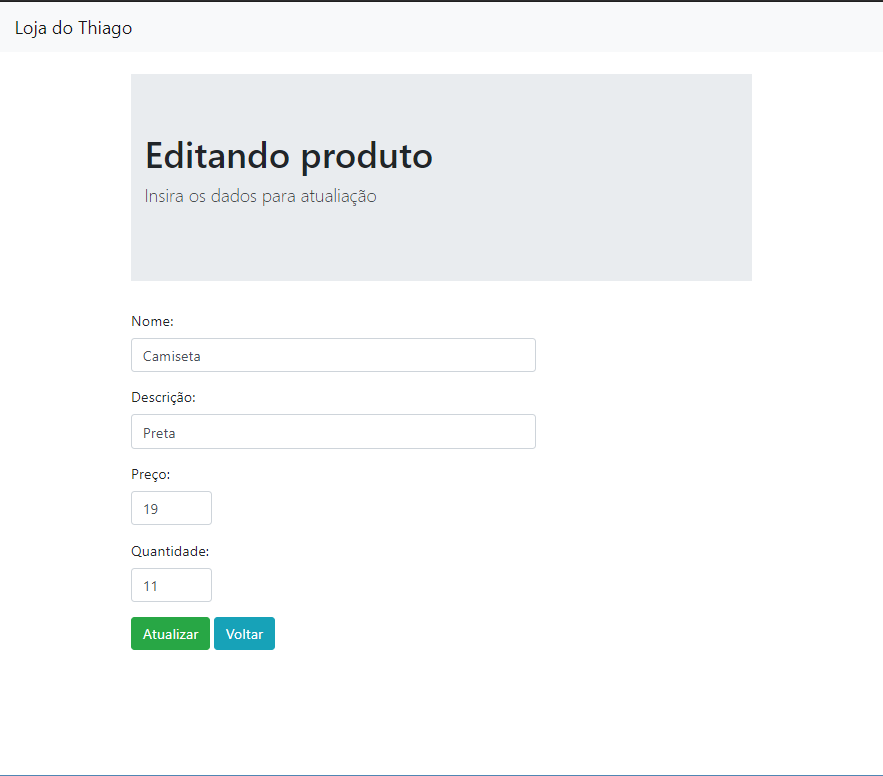 Loja do Thiago
Editando produto
Insira os dados para atualiação
Nome:
Camiseta
Descrição:
Preta
Preço:
19
Quantidade:
11
Atualizar Voltar